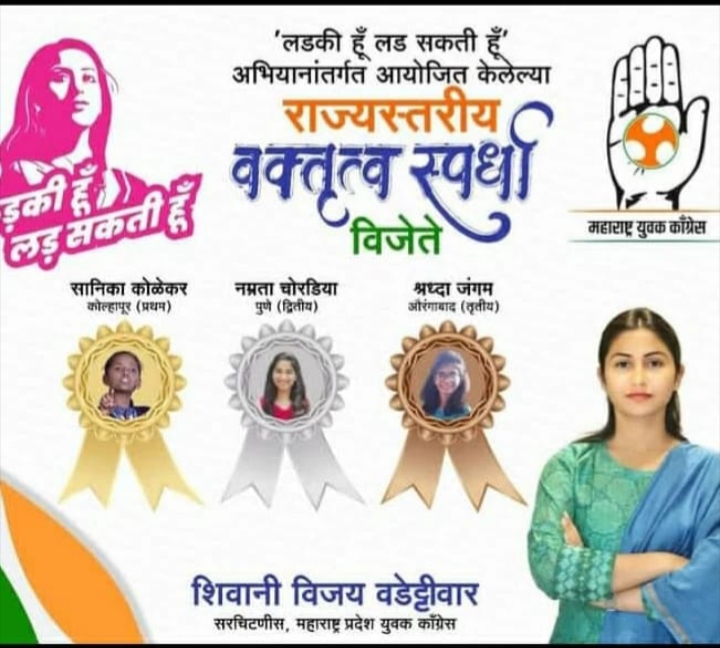 'लडकी हूँ लड सकती हूँ'
अभियानांतर्गत आयोजित केलेल्या
राज्यस्तरीय
वक्तृत्व स्पर्धा
विजेते
ड़की हूँ
लड़ सकती हूँ
महाराष्ट्र युवक काँग्रेस
सानिका कोळेकर
कोल्हापूर (प्रथम)
नम्रता चोरडिया
पुणे (द्वितीय)
श्रध्दा जंगम
औरंगाबाद (तृतीय)
शिवानी विजय वडेट्टीवार
सरचिटणीस, महाराष्ट्र प्रदेश युवक काँग्रेस